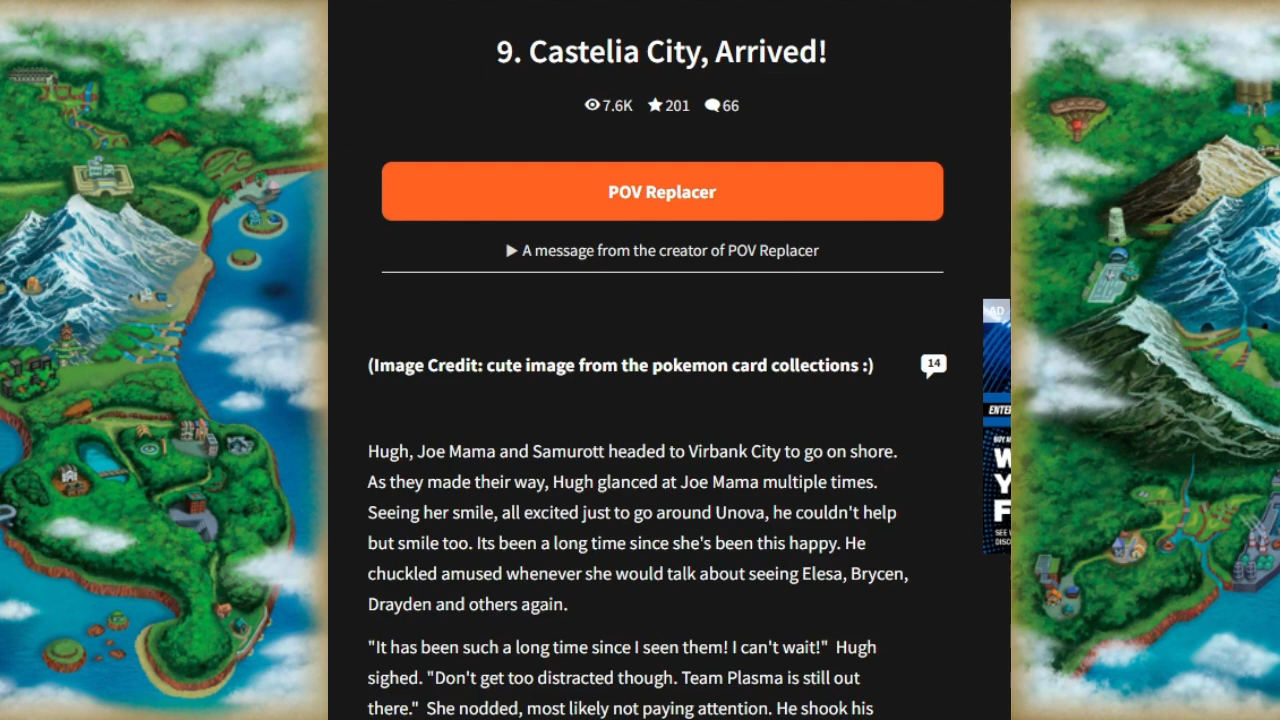 9. Castelia City, Arrived!
7.6K 201 66
POV Replacer
▶ A message from the creator of POV Replacer
AD
(Image Credit: cute image from the pokemon card collections :)
14
Hugh, Joe Mama and Samurott headed to Virbank City to go on shore.
As they made their way, Hugh glanced at Joe Mama multiple times.
Seeing her smile, all excited just to go around Unova, he couldn't help
but smile too. Its been a long time since she's been this happy. He
chuckled amused whenever she would talk about seeing Elesa, Brycen,
Drayden and others again.
"It has been such a long time since I seen them! I can't wait!"  Hugh
sighed. "Don't get too distracted though. Team Plasma is still out
there."  She nodded, most likely not paying attention. He shook his